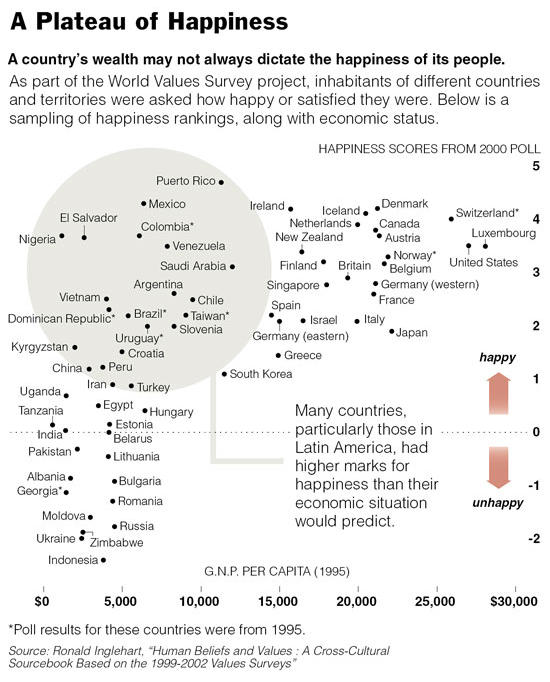 A Plateau of Happiness
A country's wealth may not always dictate the happiness of its people.
As part of the World Values Survey project, inhabitants of different countries
and territories were asked how happy or satisfied they were. Below is a
sampling of happiness rankings, along with economic status.
HAPPINESS SCORES FROM 2000 POLL
5
Puerto Rico
Mexico
Ireland
Iceland
Denmark
4
El Salvador
Colombia*
Netherlands
Canada
Switzerland*
Nigeria
Venezuela
New Zealand
Austria
Luxembourg
Saudi Arabia
Finland
Britain
Norway*
Belgium
United States
3
Argentina
Singapore
Germany (western)
Vietnam
Chile
France
Dominican Republic*
Brazil*
Taiwan*
Spain
Israel
Italy
2
Uruguay*
Slovenia
Germany (eastern)
Japan
Kyrgyzstan
Croatia
Greece
happy
China
Peru
South Korea
1
Iran
Turkey
Uganda
Egypt
Hungary
Tanzania
Estonia
India
Belarus
0
Pakistan
Lithuania
Many countries,
particularly those in
Latin America, had
higher marks for
happiness than their
economic situation
would predict.
Albania
Bulgaria
-1
Georgia*
Romania
unhappy
Moldova
Russia
Ukraine
Zimbabwe
-2
Indonesia
G.N.P. PER CAPITA (1995)
$0
5,000
10,000
15,000
20,000
25,000
$30,000
*Poll results for these countries were from 1995.
Source: Ronald Inglehart, "Human Beliefs and Values : A Cross-Cultural
Sourcebook Based on the 1999-2002 Values Surveys"